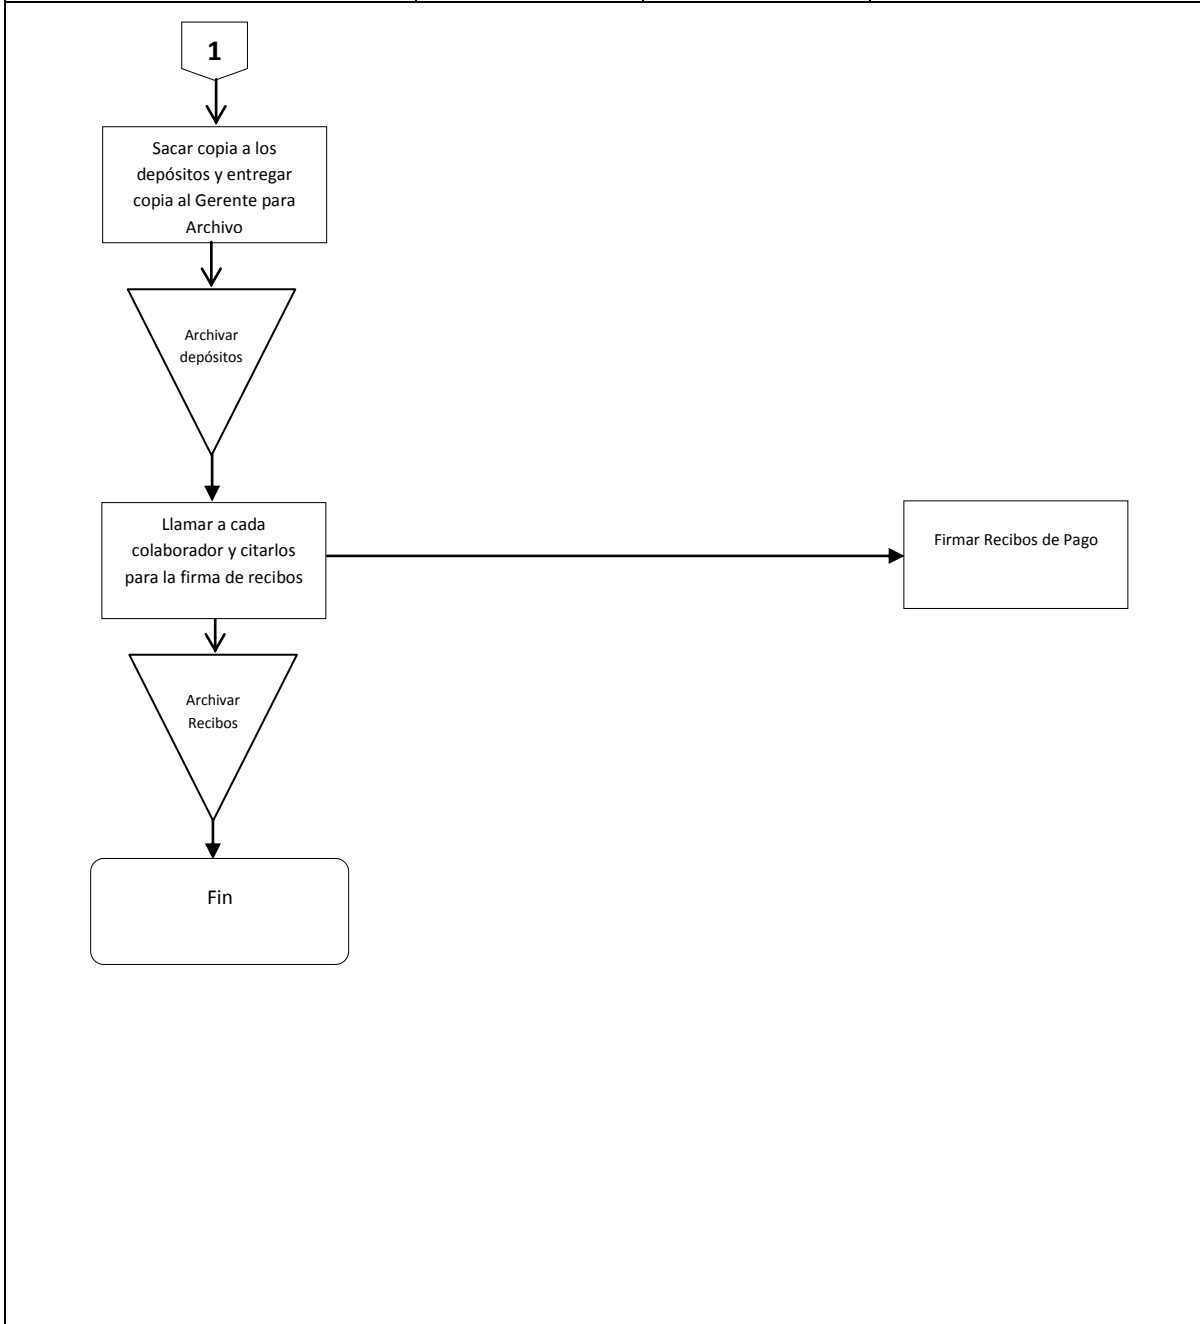 1
Sacar copia a los
depósitos y entregar
copia al Gerente para
Archivo
Archivar
depósitos
Llamar a cada
colaborador y citarlos
para la firma de recibos
Firmar Recibos de Pago
Archivar
Recibos
Fin